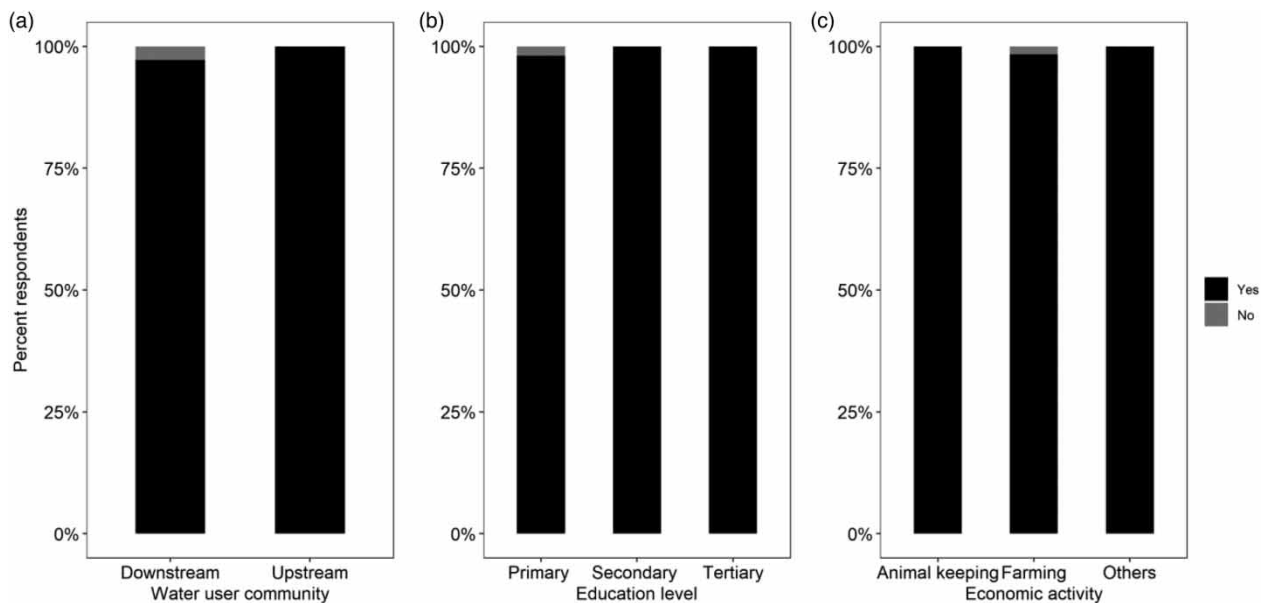 (a)
(b)
(c)
Percent respondents
100%
75%
50%
25%
0%
Downstream Upstream
Water user community
100%
75%
50%
25%
0%
Primary Secondary Tertiary
Education level
100%
75%
50%
25%
0%
Animal keeping Farming Others
Economic activity
Yes
No